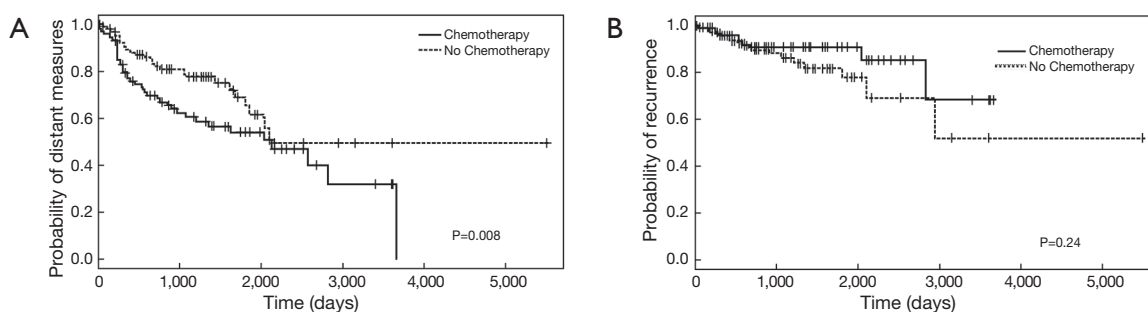 A
Probability of distant measures
1.0
0.8
0.6
0.4
0.2
0.0
Chemotherapy
No Chemotherapy
P=0.008
0 1,000 2,000 3,000 4,000 5,000
Time (days)
B
Probability of recurrence
1.0
0.8
0.6
0.4
0.2
0.0
Chemotherapy
No Chemotherapy
P=0.24
0 1,000 2,000 3,000 4,000 5,000
Time (days)